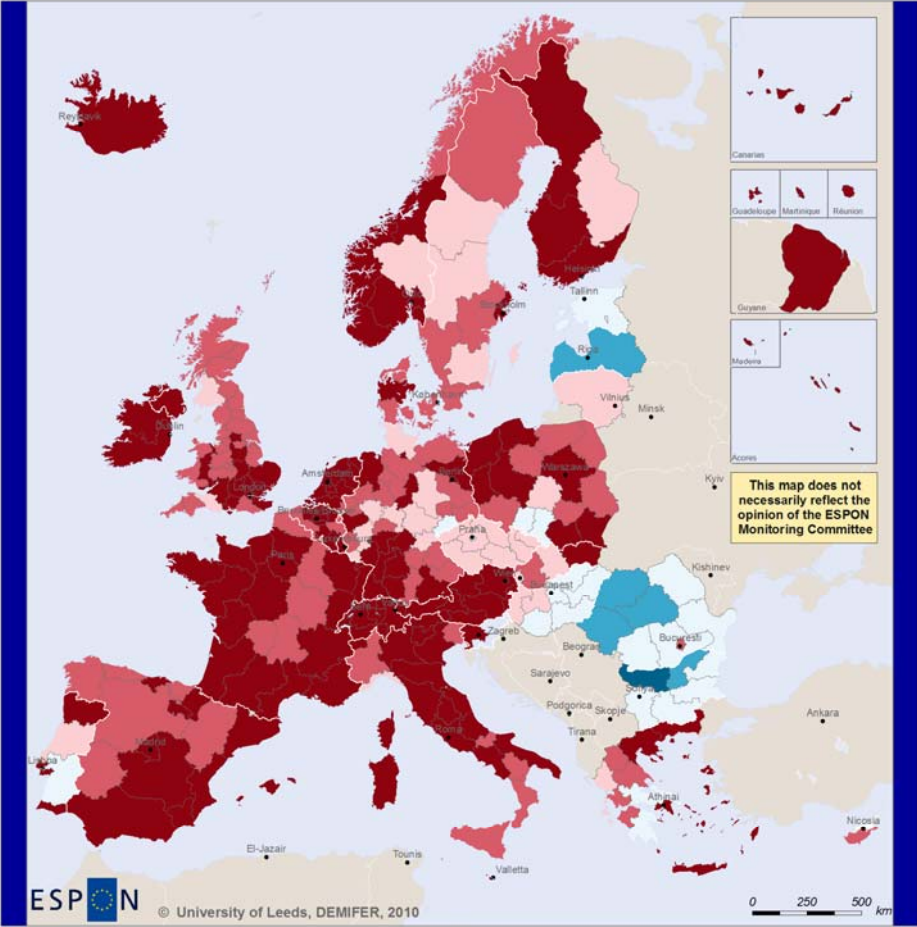 Reykjavik
Canarias
Guadeloupe
Martinique
Réunion
Guyane
Helsinki
Tallinn
Stockholm
Riga
Madeira
Acores
København
Vilnius
Minsk
Dublin
Amsterdam
Berlin
Warszawa
London
Kyiv
This map does not
necessarily reflect the
opinion of the ESPON
Monitoring Committee
Praha
Paris
Kishinev
Budapest
Zagreb
Bucuresti
Beograd
Sarajevo
Sofiya
Podgorica
Skopje
Ankara
Roma
Tirana
Madrid
Lisboa
Athinai
Nicosia
El-Jazair
Tounis
Valletta
ESPON
© University of Leeds, DEMIFER, 2010
0 250 500
km